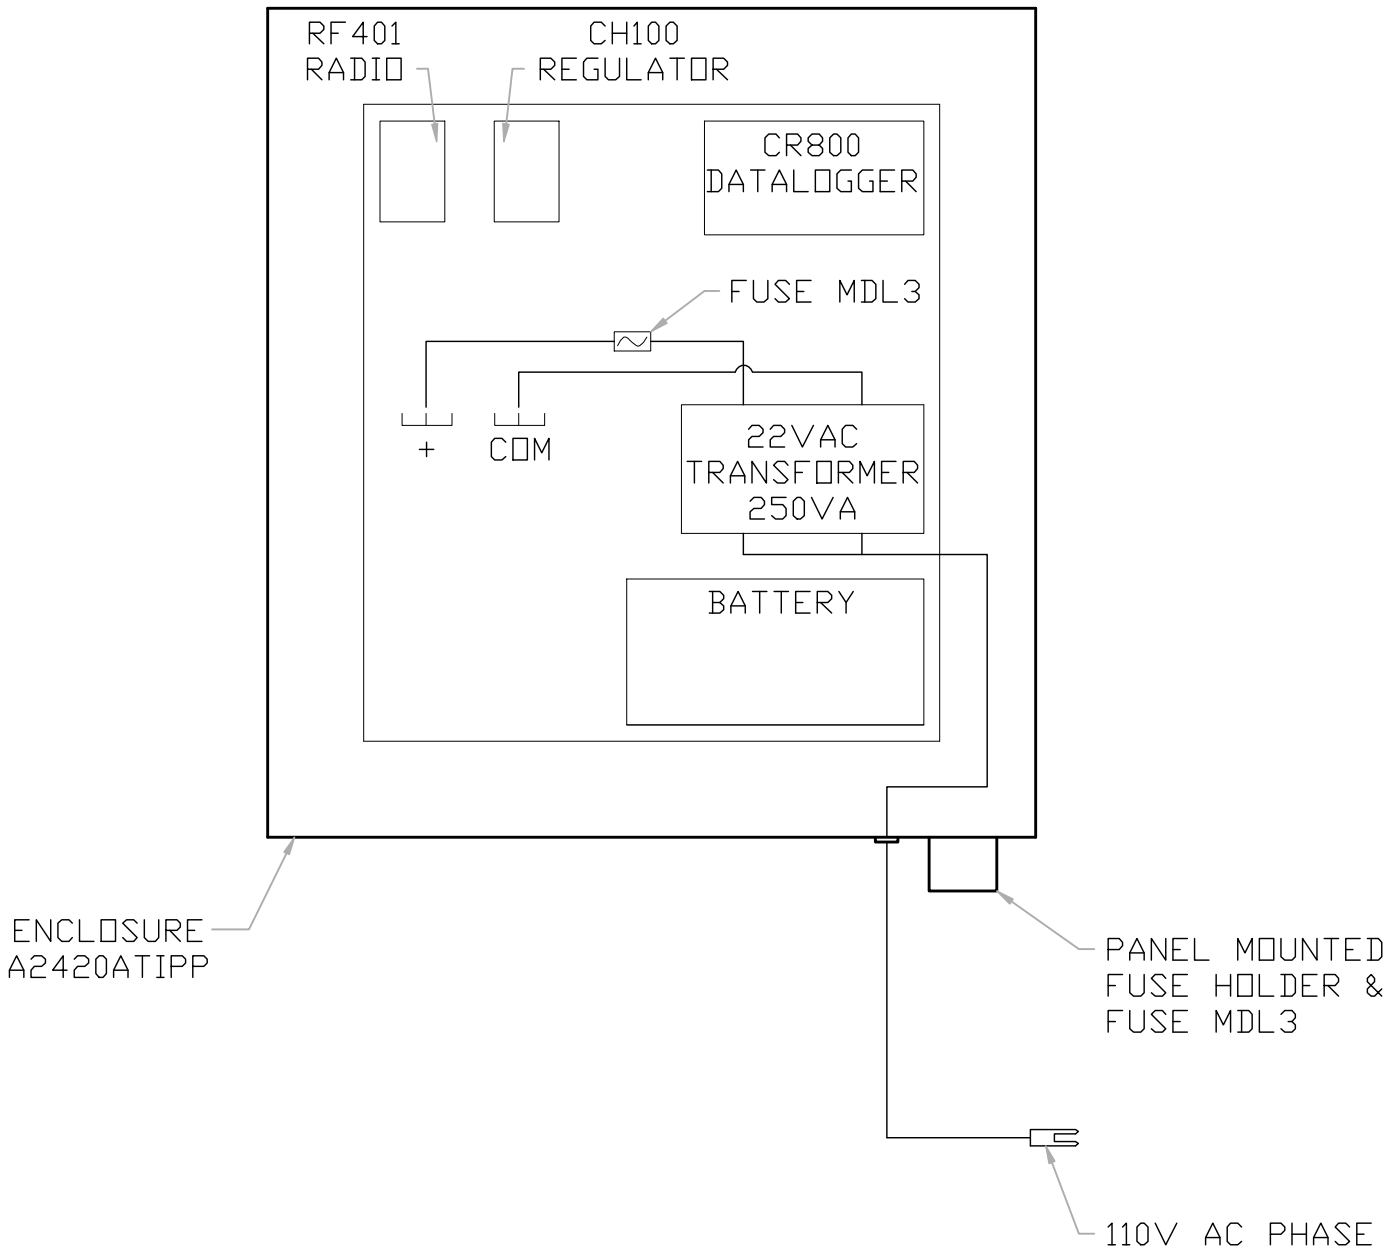 RF401
RADIO
CH100
REGULATOR
CR800
DATALOGGER
FUSE MDL3
+
COM
22VAC
TRANSFORMER
250VA
BATTERY
ENCLOSURE
A2420ATIPP
PANEL MOUNTED
FUSE HOLDER &
FUSE MDL3
110V AC PHASE